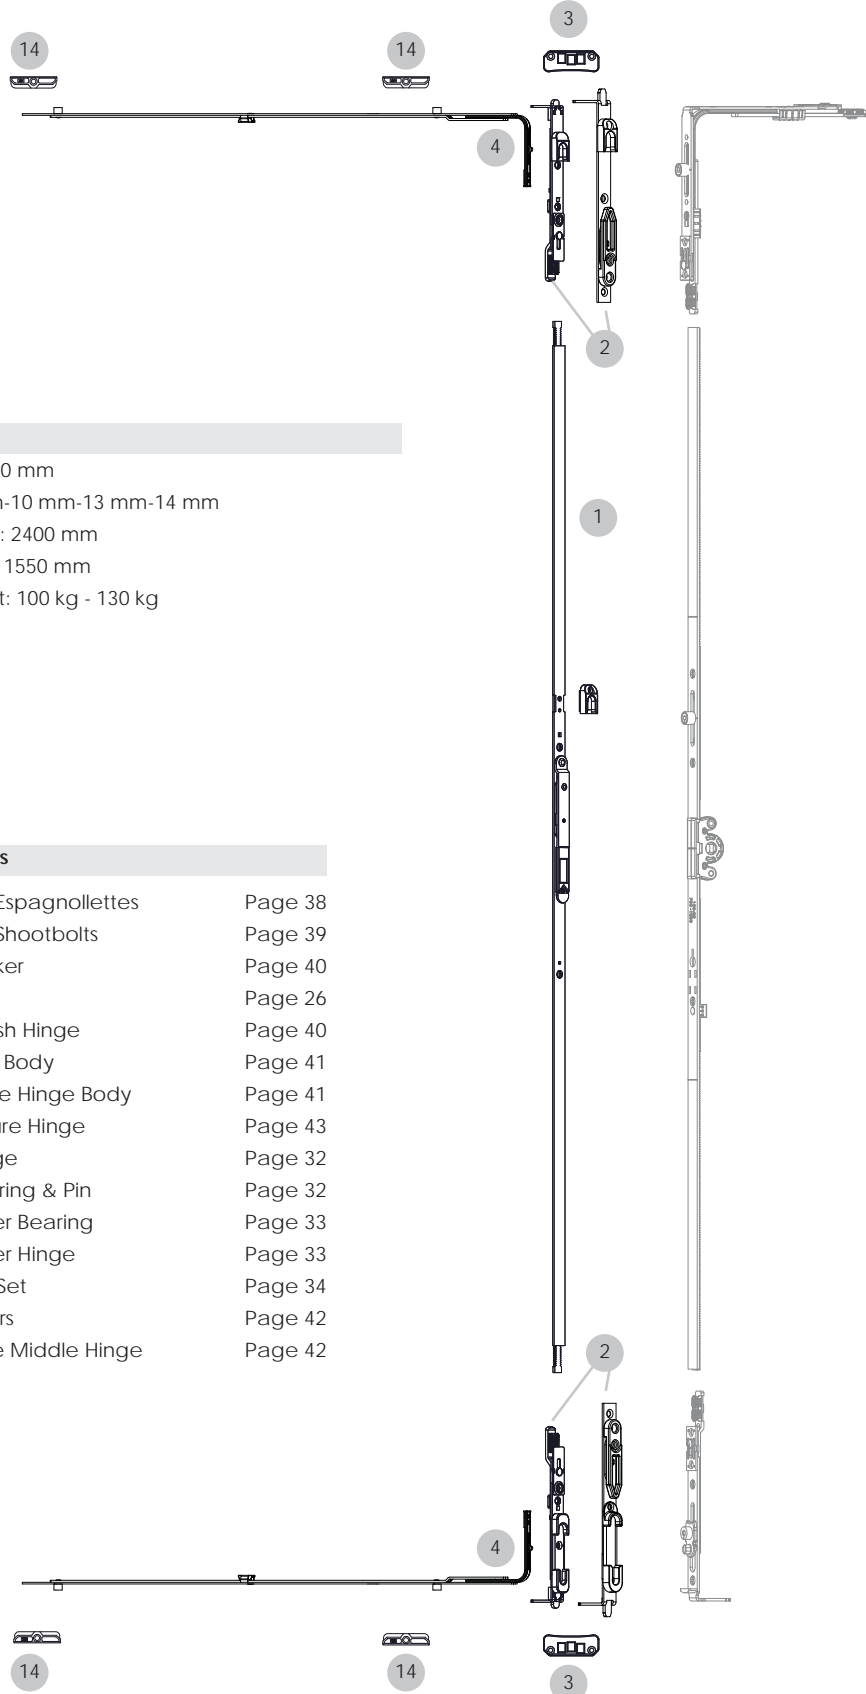 3
14
14
4
2
0 mm
-10 mm-13 mm-14 mm
: 2400 mm
1550 mm
t: 100 kg - 130 kg
1
s
Espagnollettes Page 38
Shootbolts Page 39
ker Page 40
Page 26
sh Hinge Page 40
Body Page 41
e Hinge Body Page 41
ure Hinge Page 43
ge Page 32
ring & Pin Page 32
er Bearing Page 33
er Hinge Page 33
Set Page 34
rs Page 42
e Middle Hinge Page 42
2
4
14
14
3